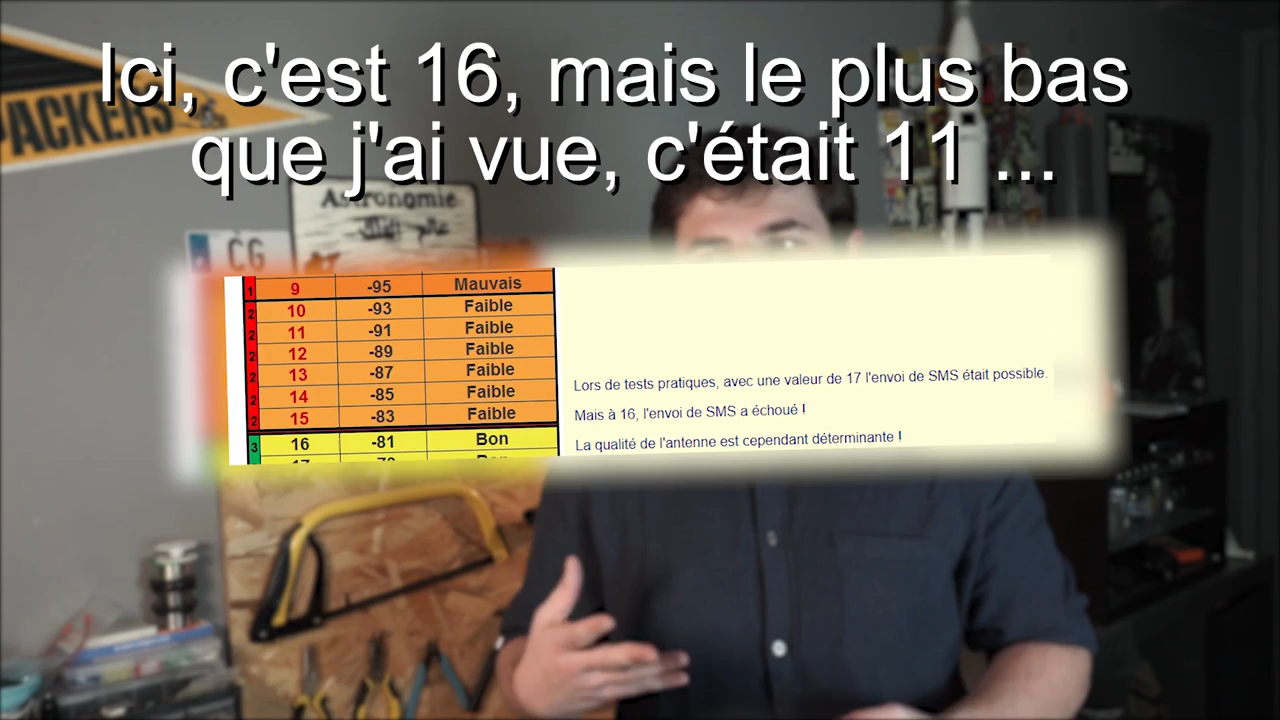 Ici, c'est 16, mais le plus bas
que j'ai vue, c'était 11 ...
PACKERS
Astronomie
CG
1 9 -95 Mauvais
2 10 -93 Faible
2 11 -91 Faible
2 12 -89 Faible
2 13 -87 Faible
2 14 -85 Faible
2 15 -83 Faible
3 16 -81 Bon
Lors de tests pratiques, avec une valeur de 17 l'envoi de SMS était possible.
Mais à 16, l'envoi de SMS a échoué !
La qualité de l'antenne est cependant déterminante !